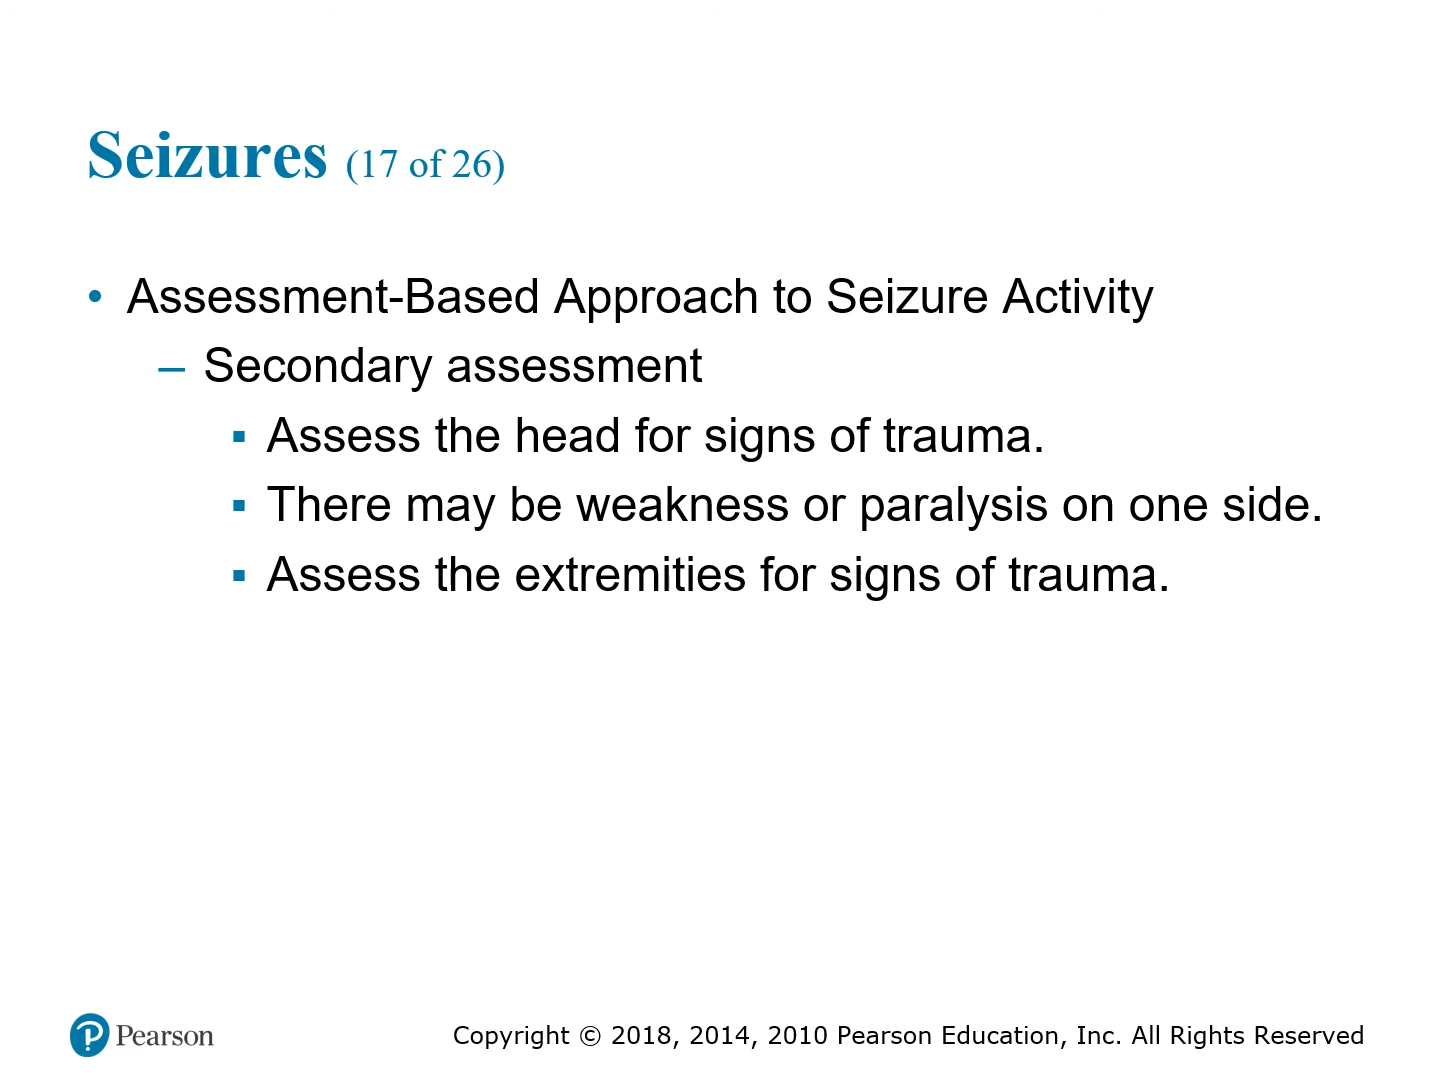 Seizures (17 of 26)
• Assessment-Based Approach to Seizure Activity
– Secondary assessment
▪ Assess the head for signs of trauma.
▪ There may be weakness or paralysis on one side.
▪ Assess the extremities for signs of trauma.
Pearson
Copyright © 2018, 2014, 2010 Pearson Education, Inc. All Rights Reserved